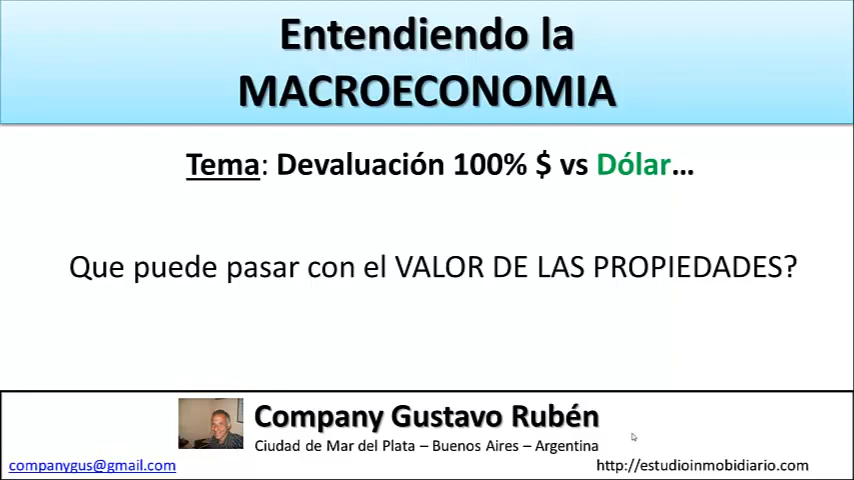 Entendiendo la
MACROECONOMIA
Tema: Devaluación 100% $ vs Dólar...
Que puede pasar con el VALOR DE LAS PROPIEDADES?
Company Gustavo Rubén
Ciudad de Mar del Plata – Buenos Aires – Argentina
companygus@gmail.com
http://estudioinmobidiario.com